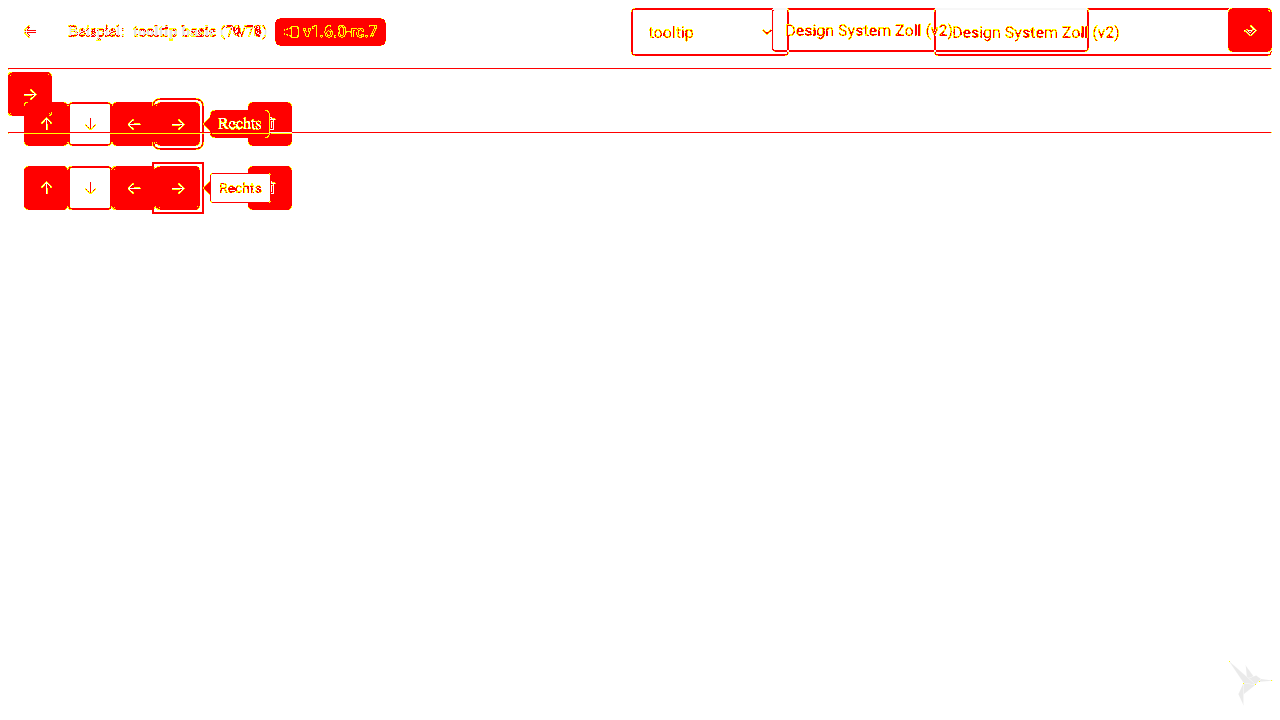 Beispiel: tooltip basic v1.6.0-rc.7
tooltip
Design System Zoll (v2)
Design System Zoll (v2)
Rechts
Rechts